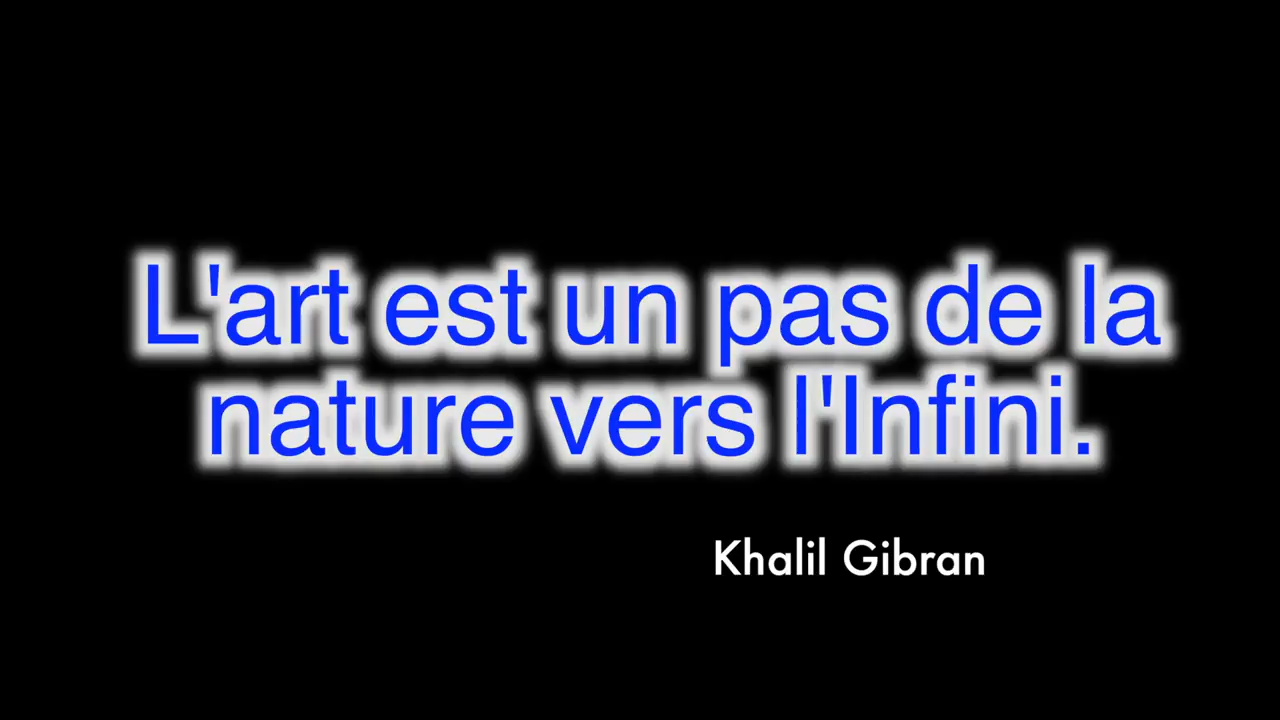 L'art est un pas de la
nature vers l'Infini.
Khalil Gibran